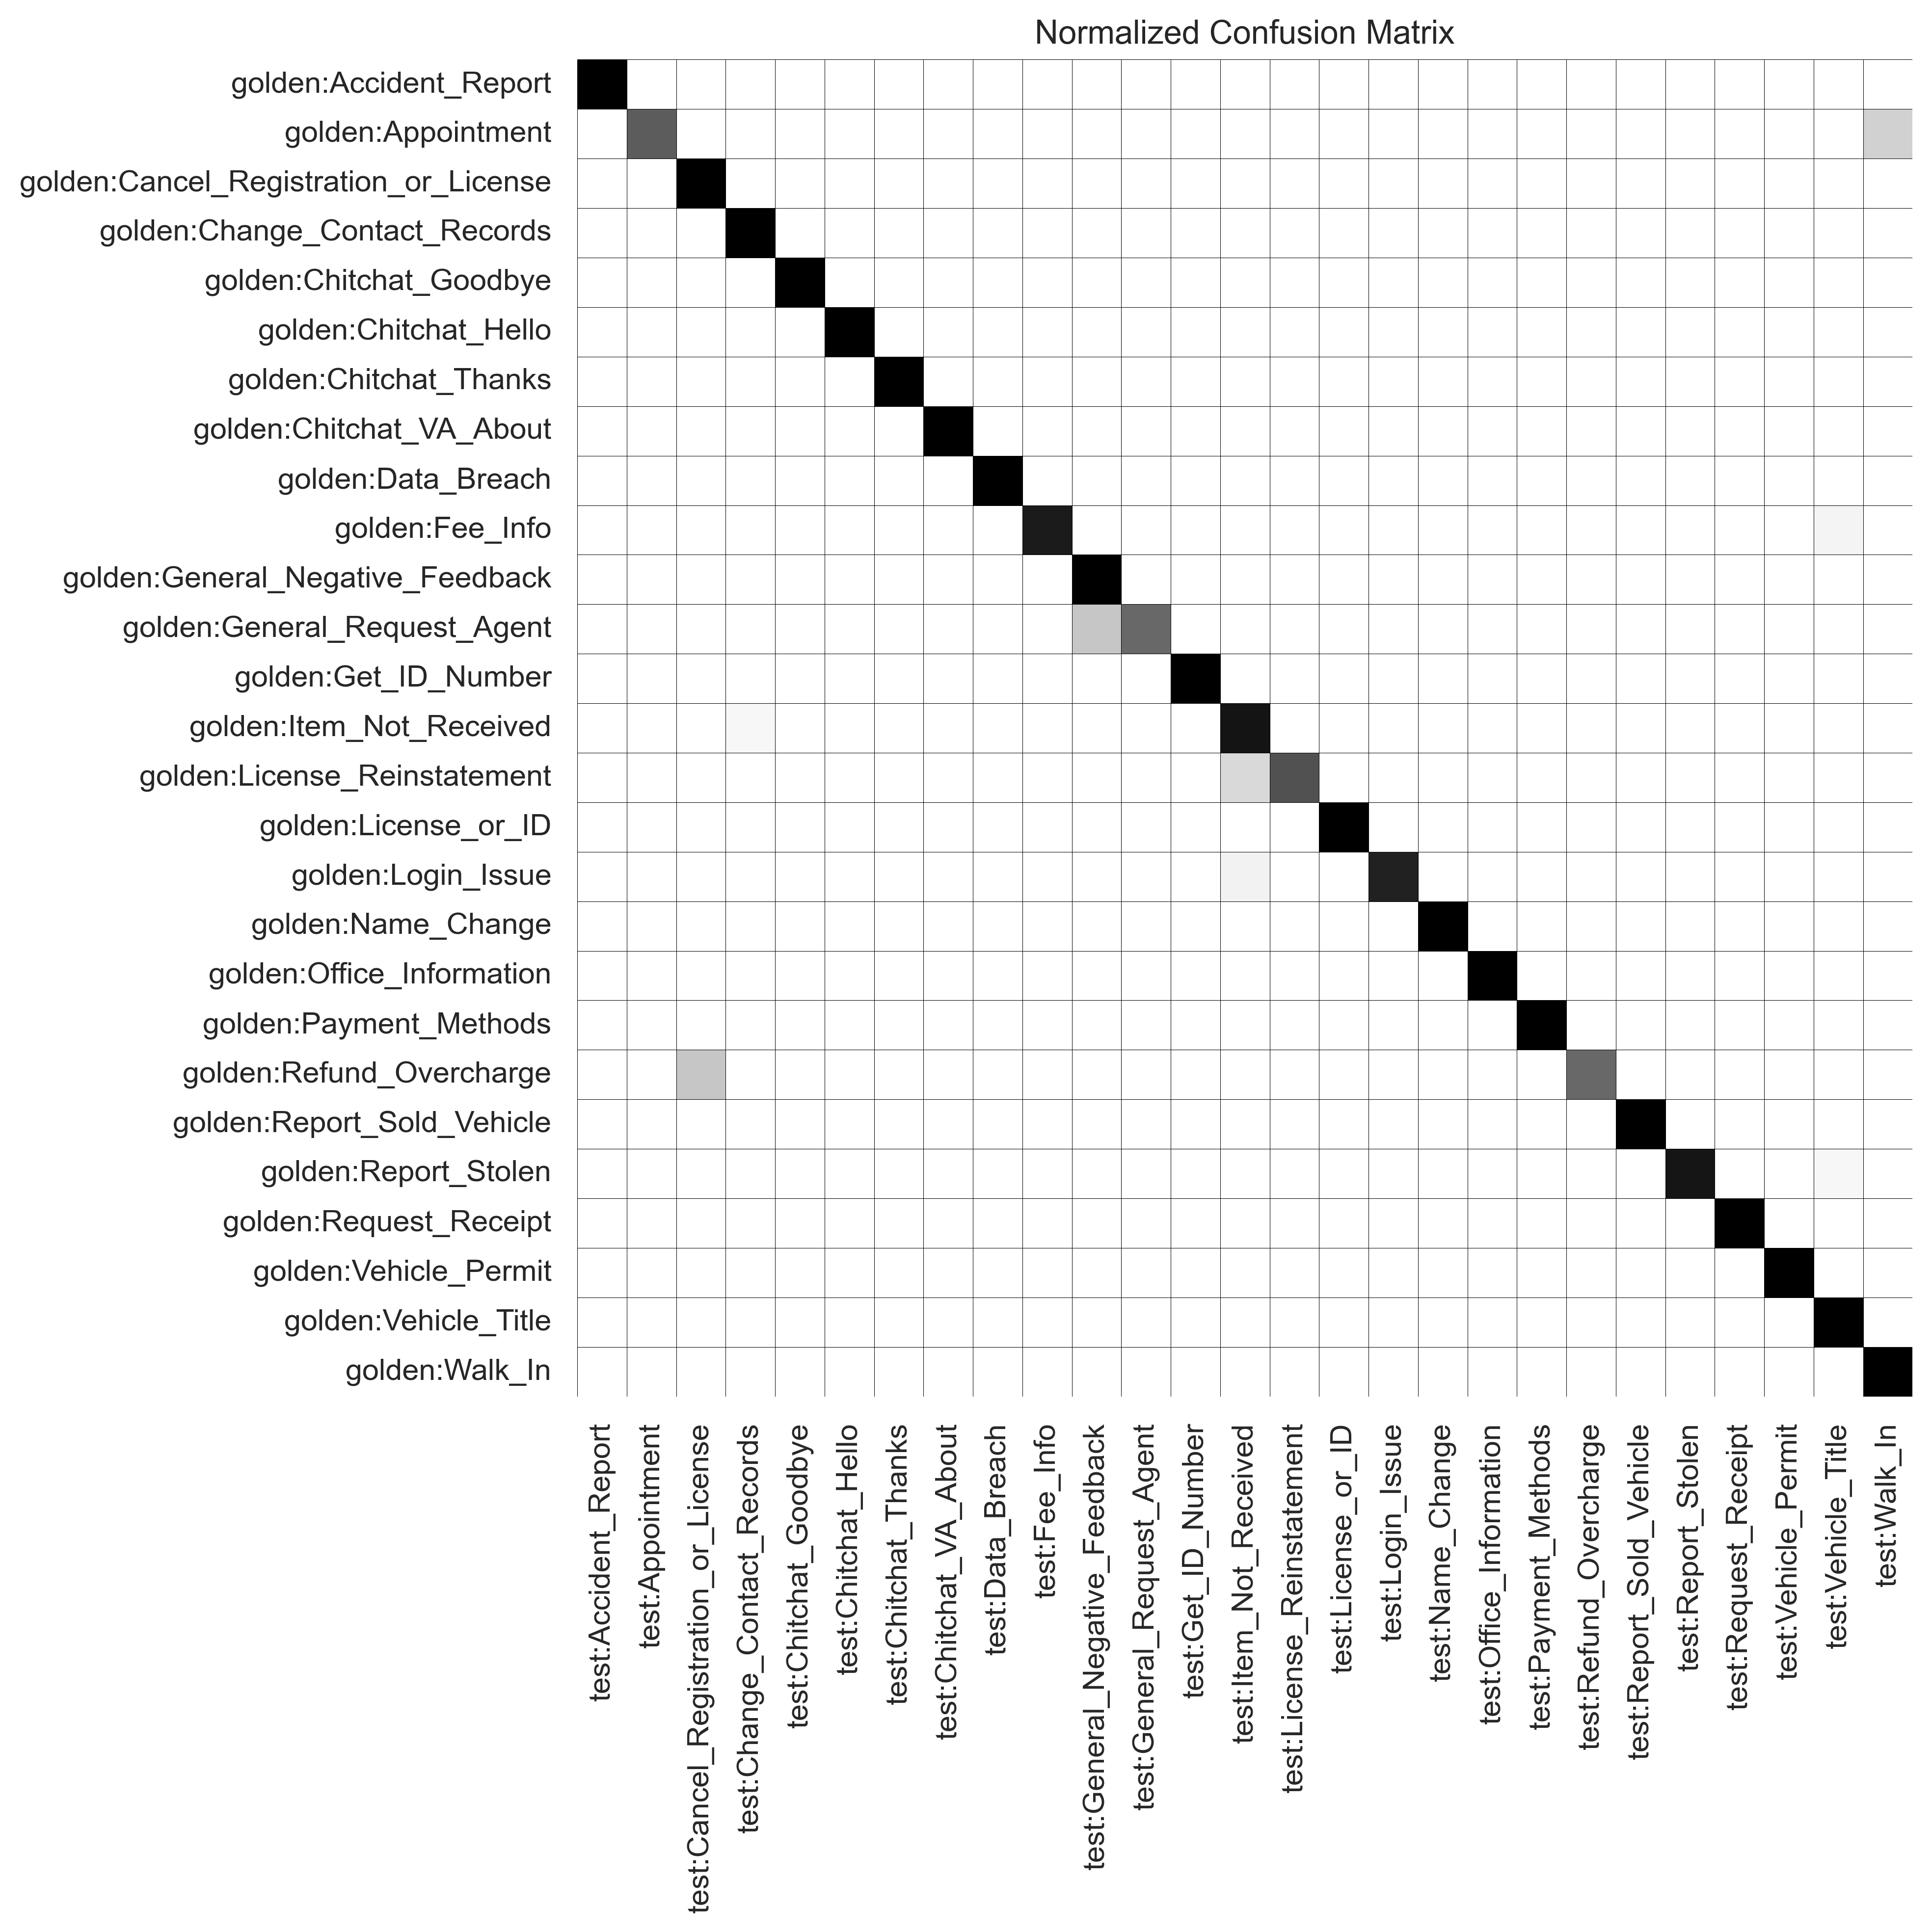 Normalized Confusion Matrix
golden:Accident_Report
golden:Appointment
golden:Cancel_Registration_or_License
golden:Change_Contact_Records
golden:Chitchat_Goodbye
golden:Chitchat_Hello
golden:Chitchat_Thanks
golden:Chitchat_VA_About
golden:Data_Breach
golden:Fee_Info
golden:General_Negative_Feedback
golden:General_Request_Agent
golden:Get_ID_Number
golden:Item_Not_Received
golden:License_Reinstatement
golden:License_or_ID
golden:Login_Issue
golden:Name_Change
golden:Office_Information
golden:Payment_Methods
golden:Refund_Overcharge
golden:Report_Sold_Vehicle
golden:Report_Stolen
golden:Request_Receipt
golden:Vehicle_Permit
golden:Vehicle_Title
golden:Walk_In
test:Accident_Report
test:Appointment
test:Cancel_Registration_or_License
test:Change_Contact_Records
test:Chitchat_Goodbye
test:Chitchat_Hello
test:Chitchat_Thanks
test:Chitchat_VA_About
test:Data_Breach
test:Fee_Info
test:General_Negative_Feedback
test:General_Request_Agent
test:Get_ID_Number
test:Item_Not_Received
test:License_Reinstatement
test:License_or_ID
test:Login_Issue
test:Name_Change
test:Office_Information
test:Payment_Methods
test:Refund_Overcharge
test:Report_Sold_Vehicle
test:Report_Stolen
test:Request_Receipt
test:Vehicle_Permit
test:Vehicle_Title
test:Walk_In